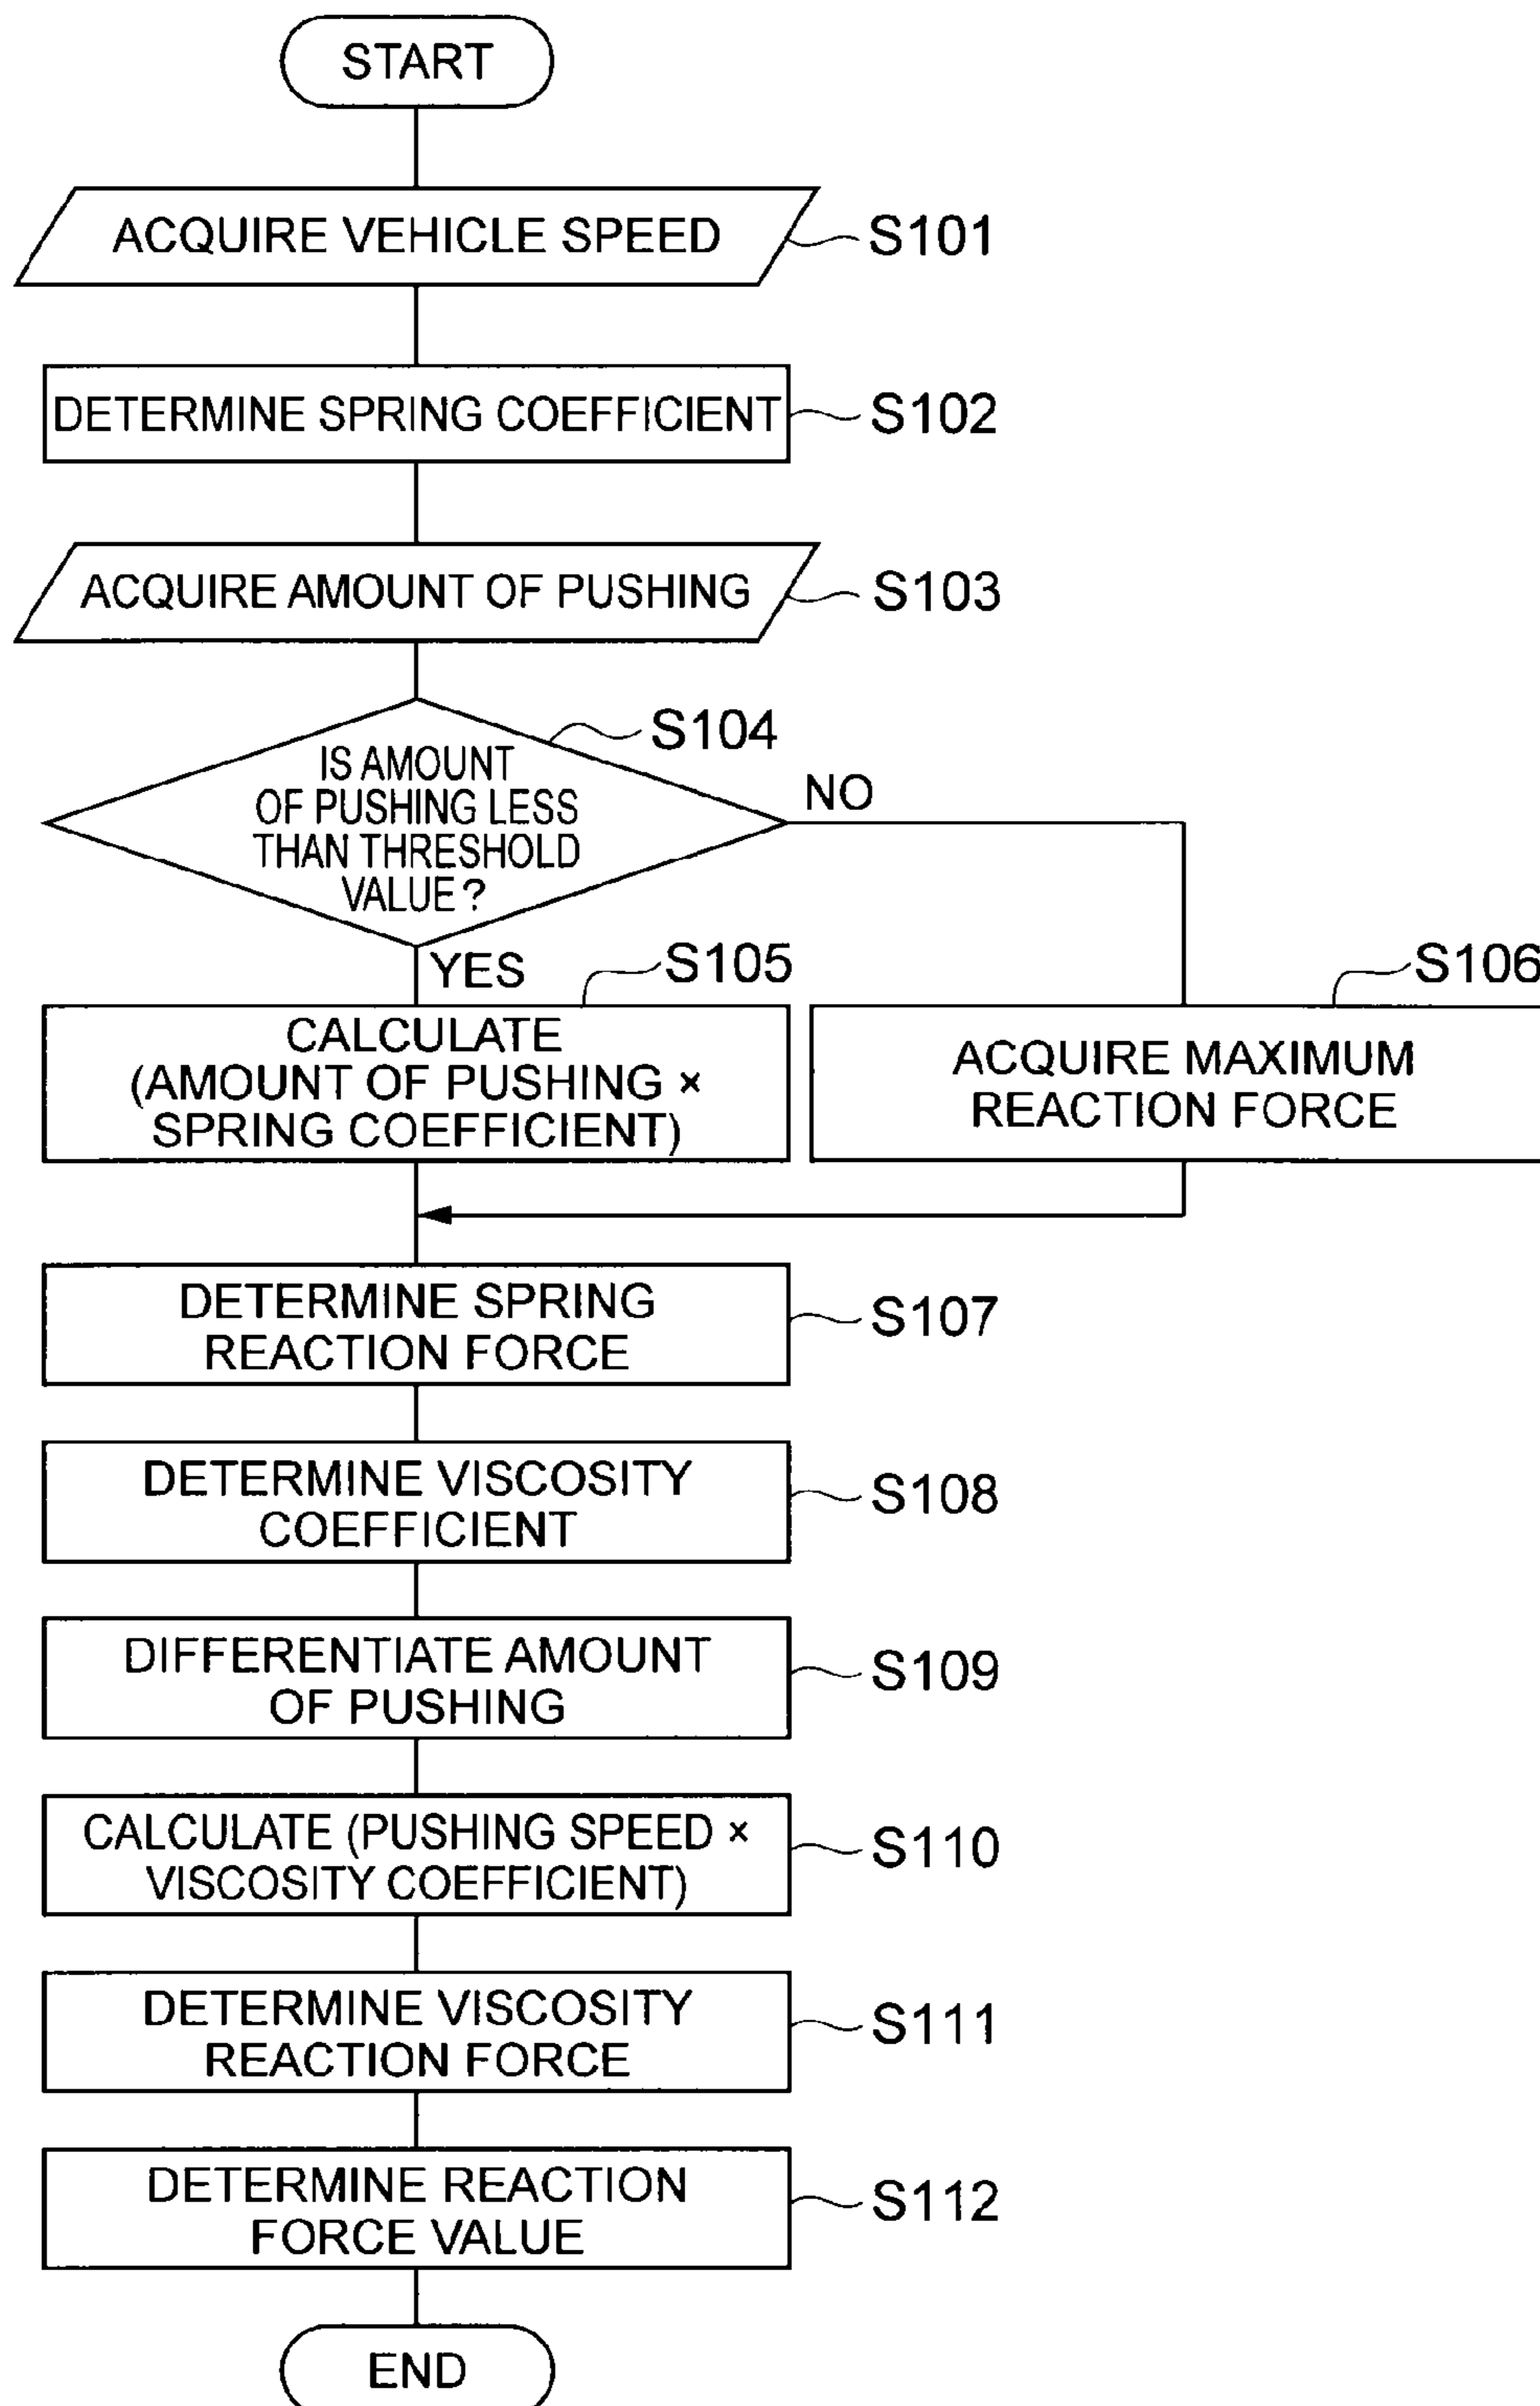 START
ACQUIRE VEHICLE SPEED
S101
DETERMINE SPRING COEFFICIENT
S102
ACQUIRE AMOUNT OF PUSHING
S103
S104
IS AMOUNT
OF PUSHING LESS
THAN THRESHOLD
VALUE?
NO
YES
S105
CALCULATE
(AMOUNT OF PUSHING ×
SPRING COEFFICIENT)
S106
ACQUIRE MAXIMUM
REACTION FORCE
DETERMINE SPRING
REACTION FORCE
S107
DETERMINE VISCOSITY
COEFFICIENT
S108
DIFFERENTIATE AMOUNT
OF PUSHING
S109
CALCULATE (PUSHING SPEED ×
VISCOSITY COEFFICIENT)
S110
DETERMINE VISCOSITY
REACTION FORCE
S111
DETERMINE REACTION
FORCE VALUE
S112
END